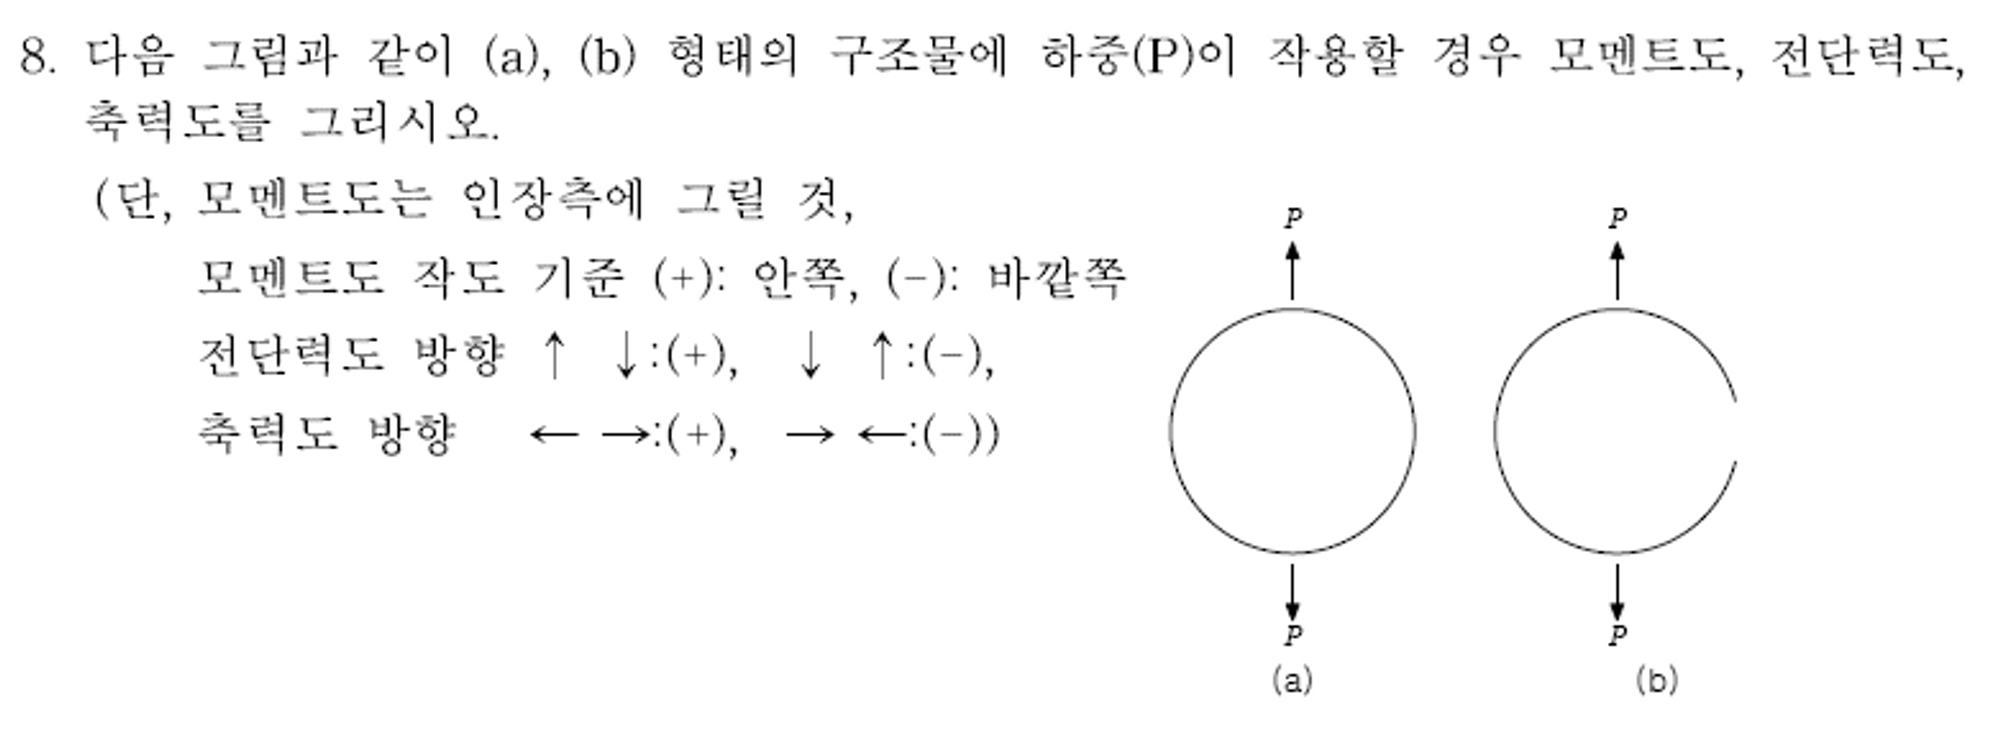 8. 다음 그림과 같이 (a), (b) 형태의 구조물에 하중(P)이 작용할 경우 모멘트도, 전단력도,
축력도를 그리시오.
(단, 모멘트도는 인장측에 그릴 것,
모멘트도 작도 기준 (+): 안쪽, (-): 바깥쪽
전단력도 방향 ↑ ↓:(+), ↓ ↑:(-),
축력도 방향 ← →:(+), → ←:(-))
P P
P P
(a) (b)